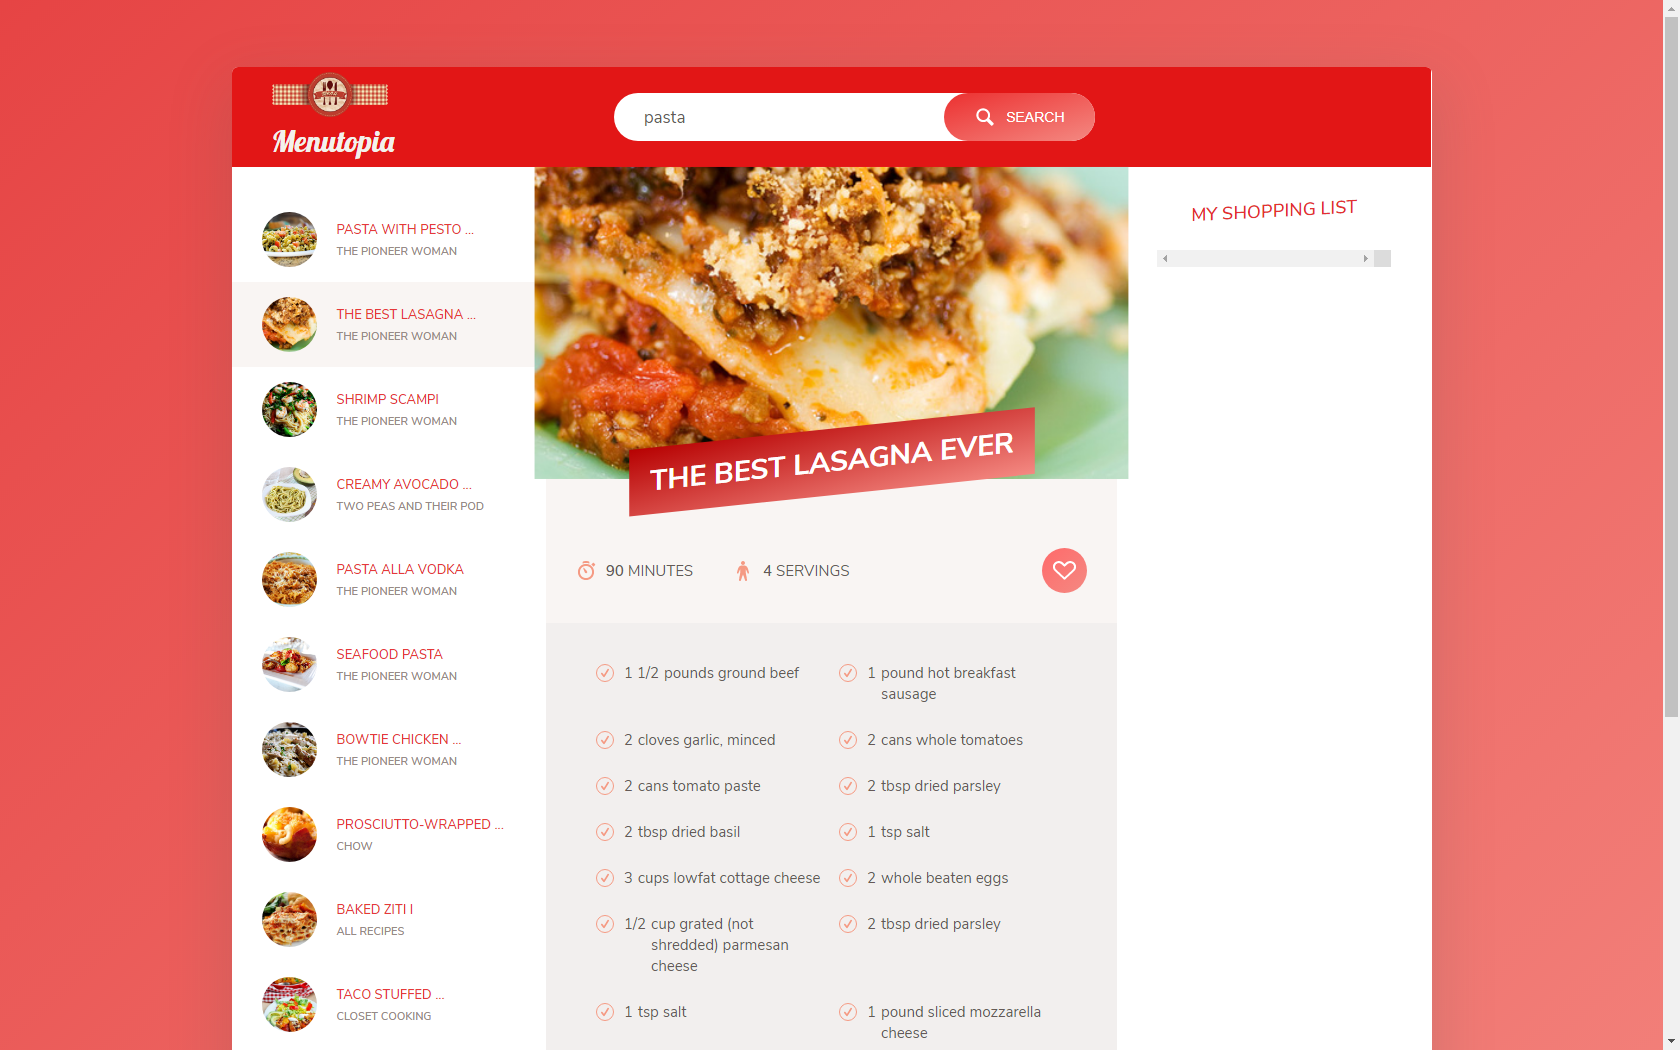 Menutopia
pasta
SEARCH
PASTA WITH PESTO ...
THE PIONEER WOMAN
THE BEST LASAGNA ...
THE PIONEER WOMAN
SHRIMP SCAMPI
THE PIONEER WOMAN
CREAMY AVOCADO ...
TWO PEAS AND THEIR POD
PASTA ALLA VODKA
THE PIONEER WOMAN
SEAFOOD PASTA
THE PIONEER WOMAN
BOWTIE CHICKEN ...
THE PIONEER WOMAN
PROSCIUTTO-WRAPPED ...
CHOW
BAKED ZITI I
ALL RECIPES
TACO STUFFED ...
CLOSET COOKING
THE BEST LASAGNA EVER
90 MINUTES
4 SERVINGS
1 1/2 pounds ground beef
1 pound hot breakfast
sausage
2 cloves garlic, minced
2 cans whole tomatoes
2 cans tomato paste
2 tbsp dried parsley
2 tbsp dried basil
1 tsp salt
3 cups lowfat cottage cheese
2 whole beaten eggs
1/2 cup grated (not
shredded) parmesan
cheese
2 tbsp dried parsley
1 tsp salt
1 pound sliced mozzarella
cheese
MY SHOPPING LIST